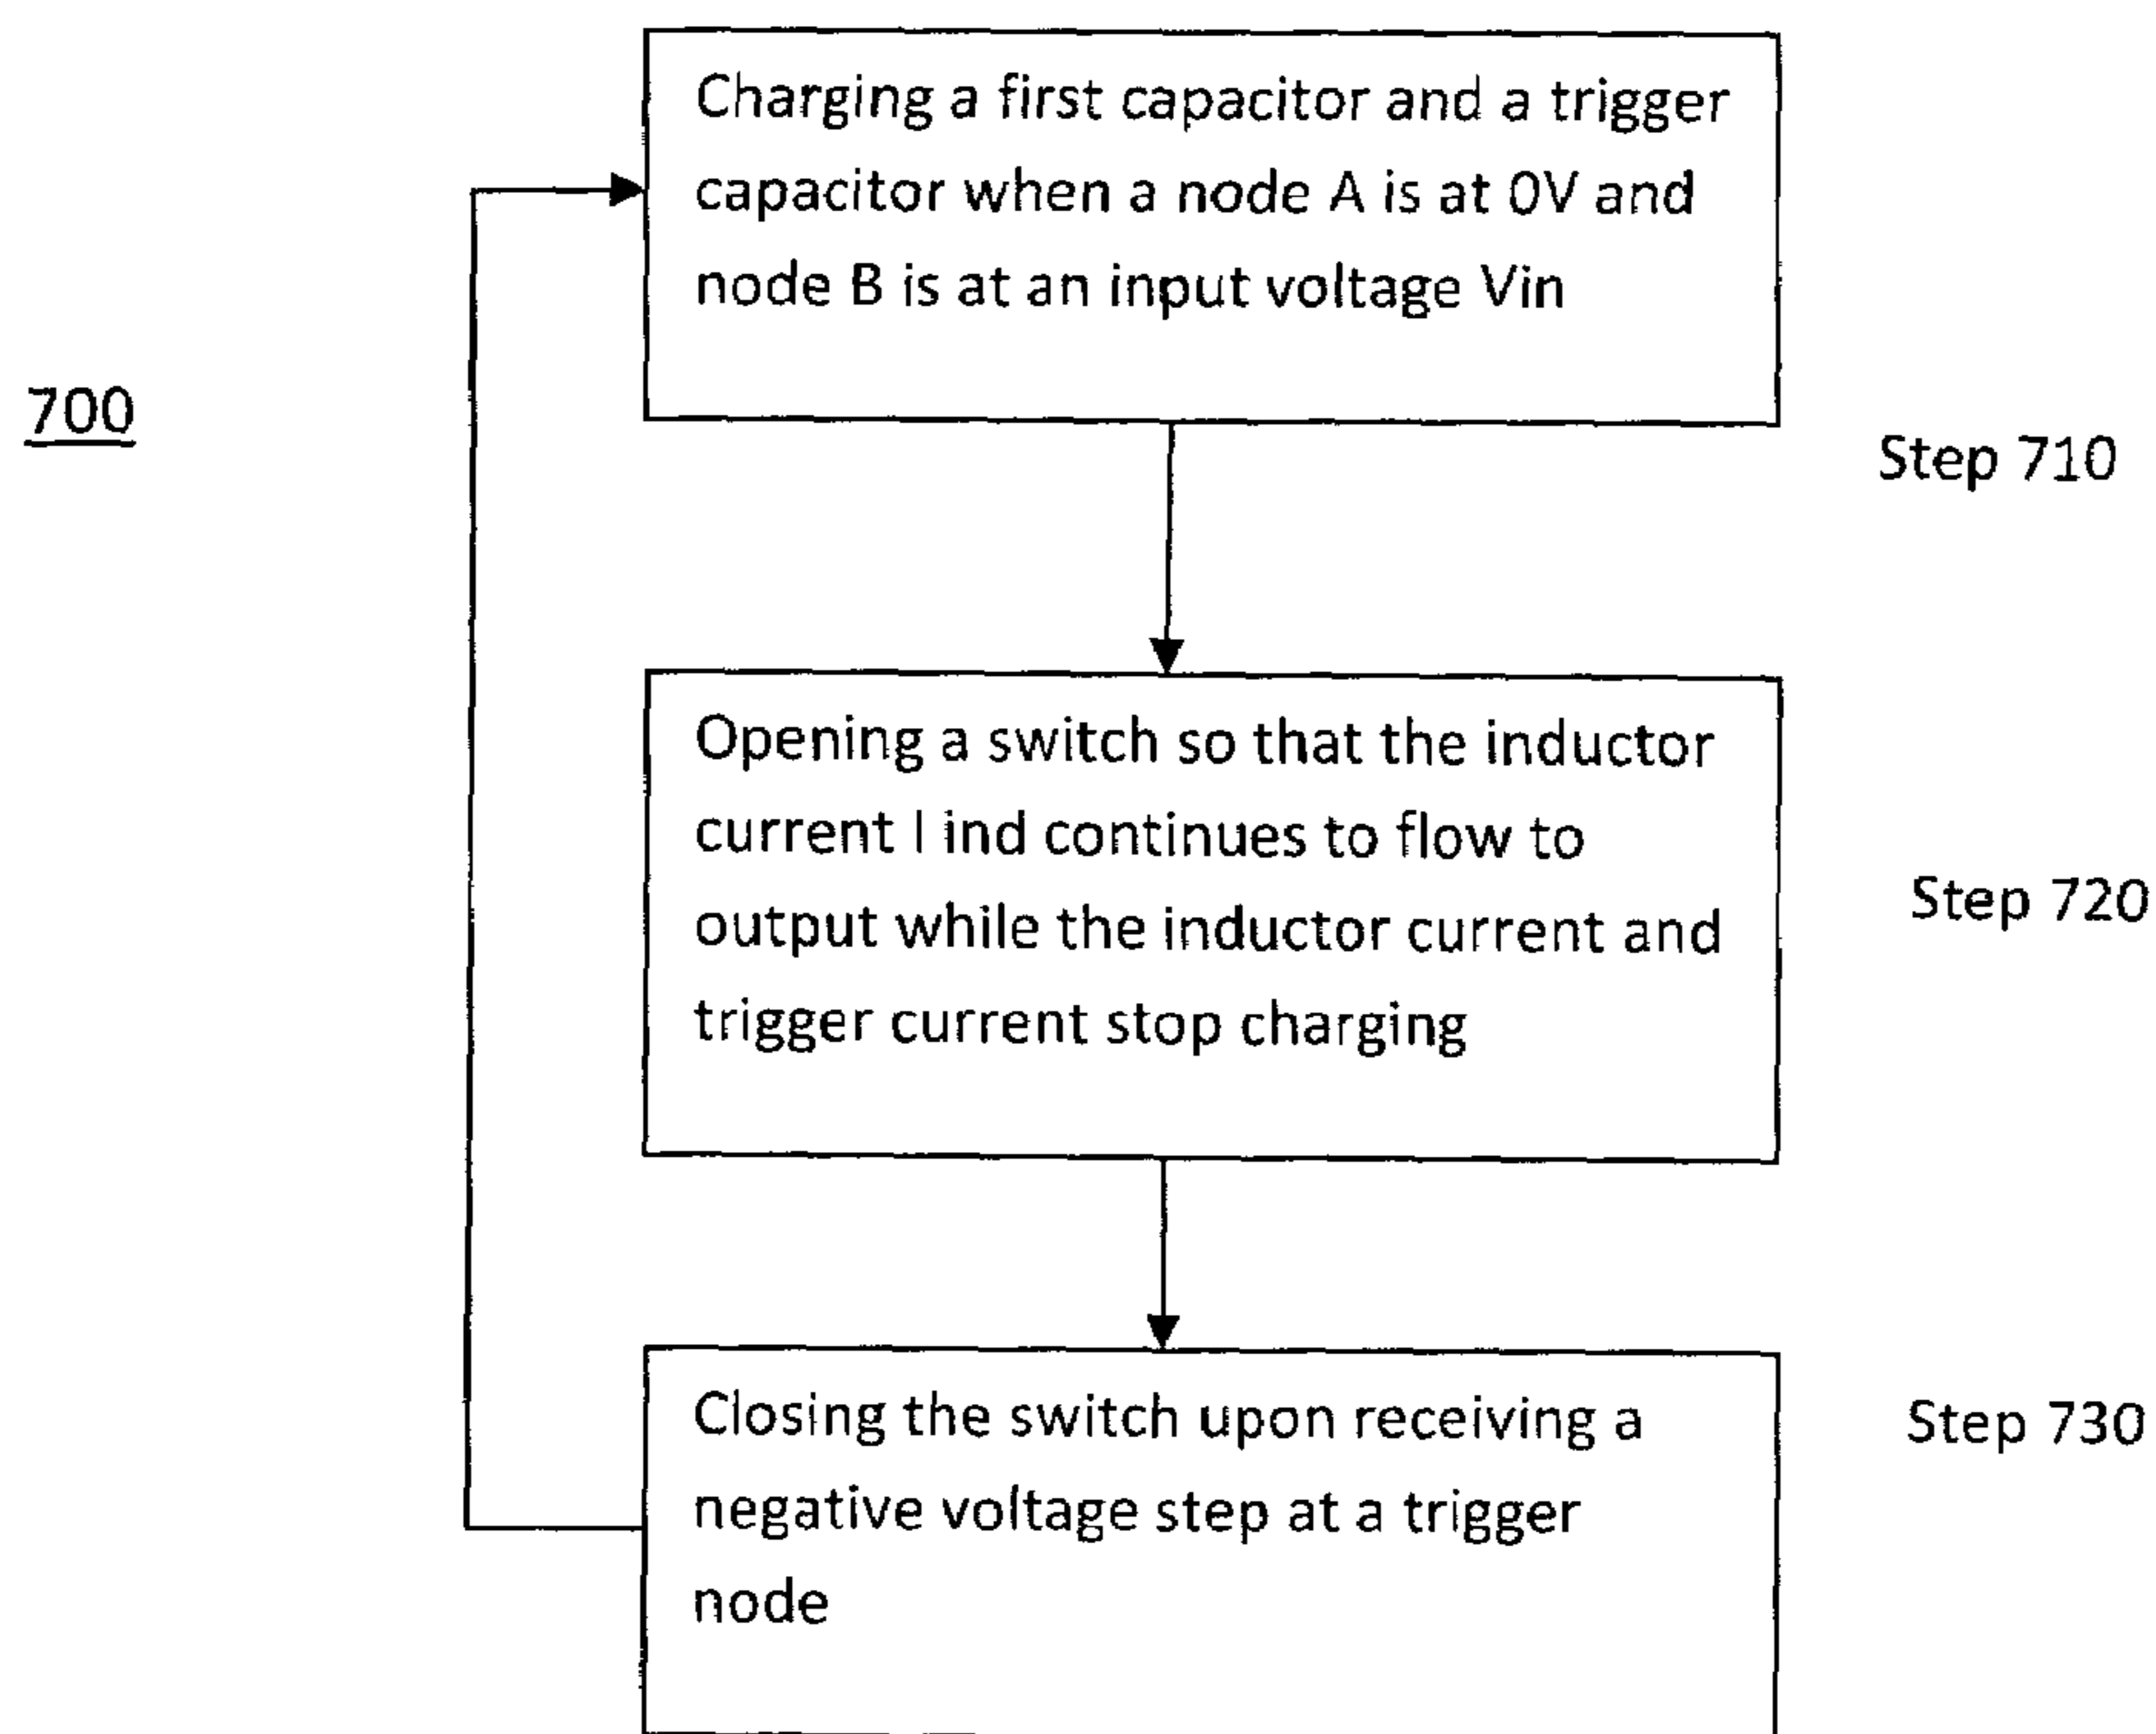 Charging a first capacitor and a trigger
capacitor when a node A is at 0V and
node B is at an input voltage Vin
700
Step 710
Opening a switch so that the inductor
current I ind continues to flow to
output while the inductor current and
trigger current stop charging
Step 720
Closing the switch upon receiving a
negative voltage step at a trigger
node
Step 730